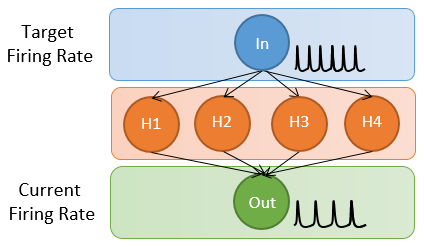 Target
Firing Rate
In
H1
H2
H3
H4
Current
Firing Rate
Out